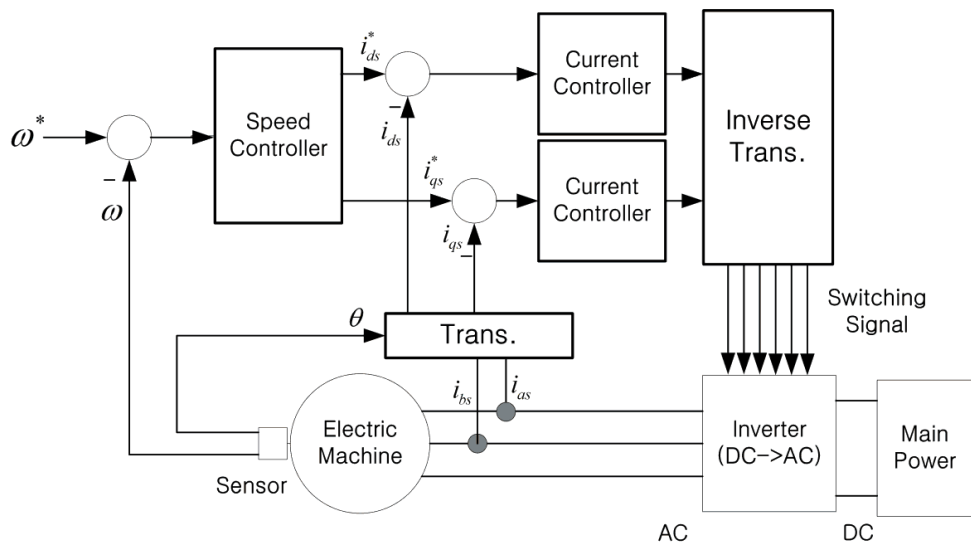 i*ds
Current
Controller
Inverse
Trans.
ω*
Speed
Controller
−
ids
i*qs
Current
Controller
−
ω
iqs
−
Switching
Signal
θ
Trans.
ibs
ias
Electric
Machine
Inverter
(DC->AC)
Main
Power
Sensor
AC
DC